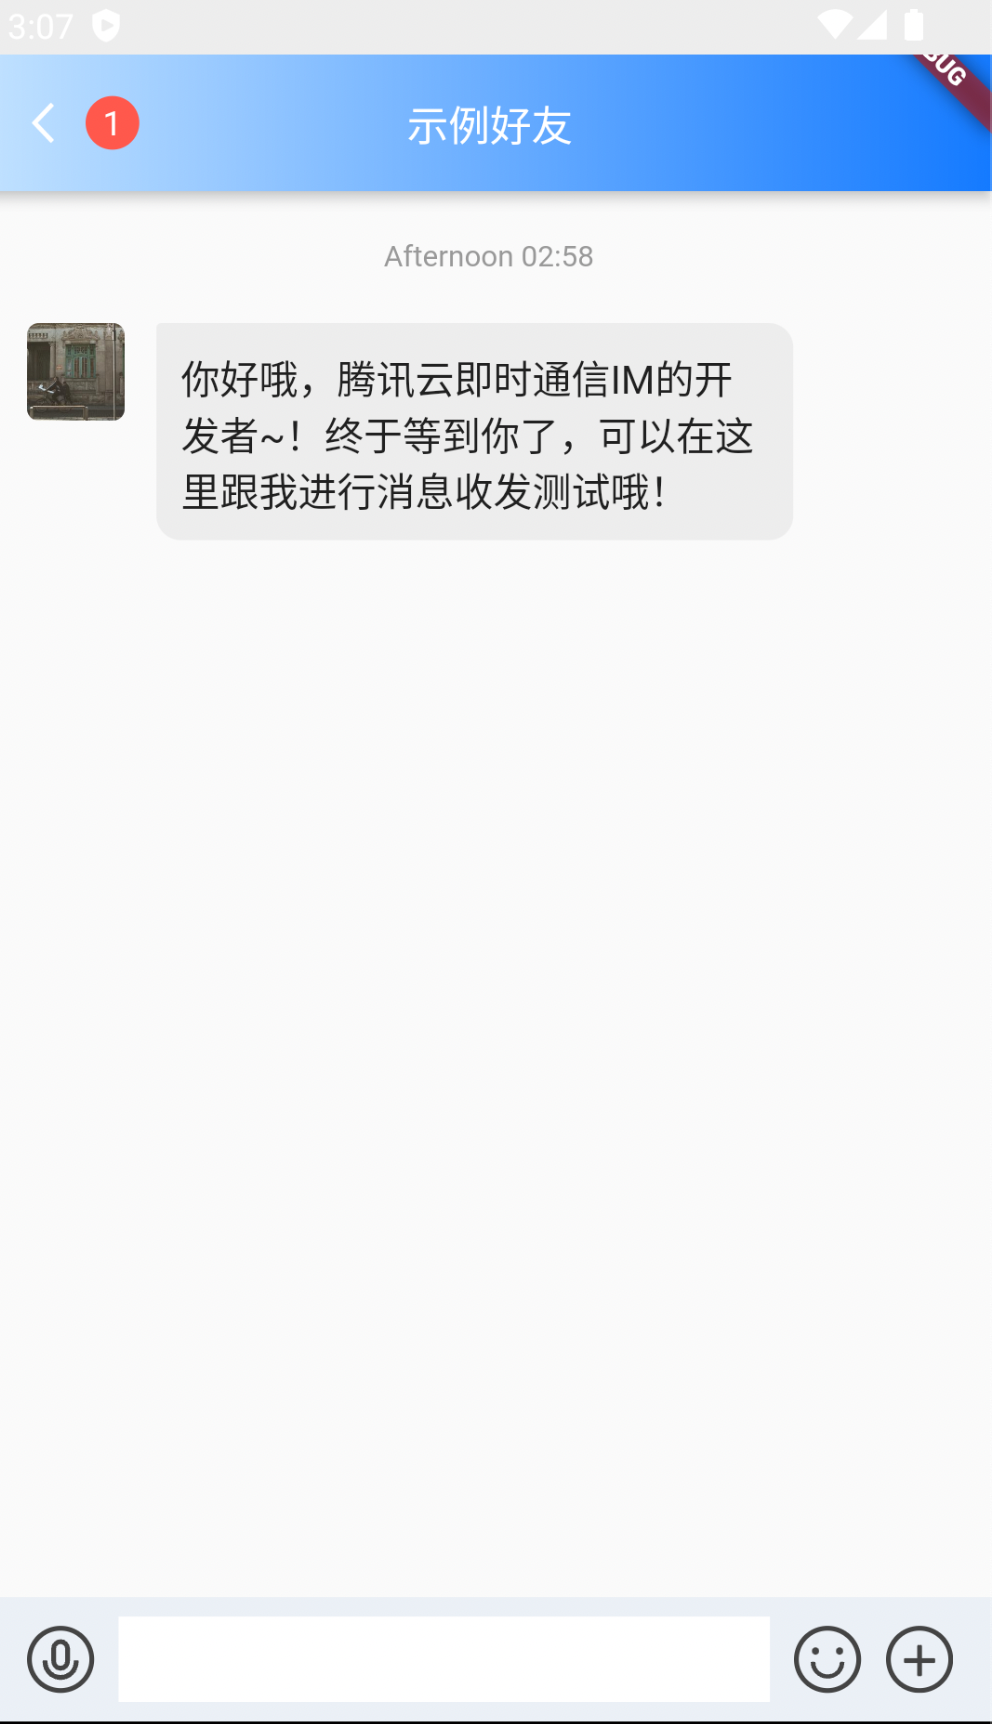 3:07
BUG
1
示例好友
Afternoon 02:58
你好哦，腾讯云即时通信IM的开
发者~！终于等到你了，可以在这
里跟我进行消息收发测试哦！